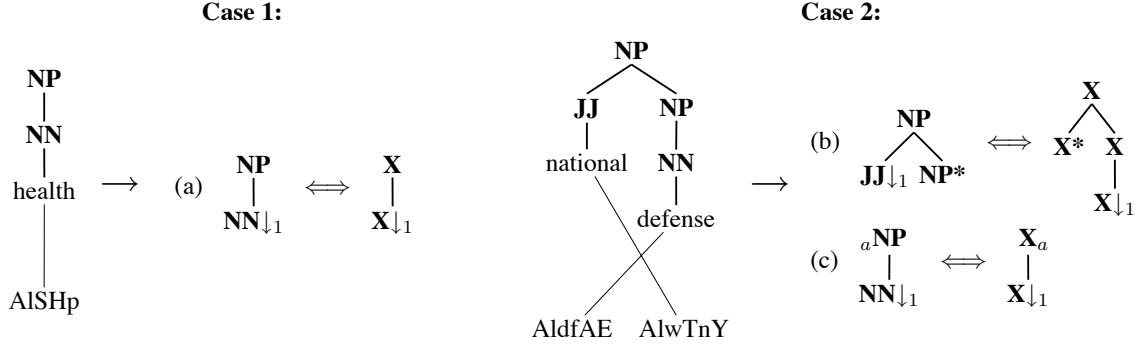 Case 1:
NP
NN
health
AlSHp
(a)
NP
NN↓1
⟺
X
X↓1
Case 2:
NP
JJ NP
national NN
defense
AldfAE AlwTnY
(b)
NP
JJ↓1 NP*
⟺
X
X* X
X↓1
(c)
aNP
NN↓1
⟺
Xa
X↓1